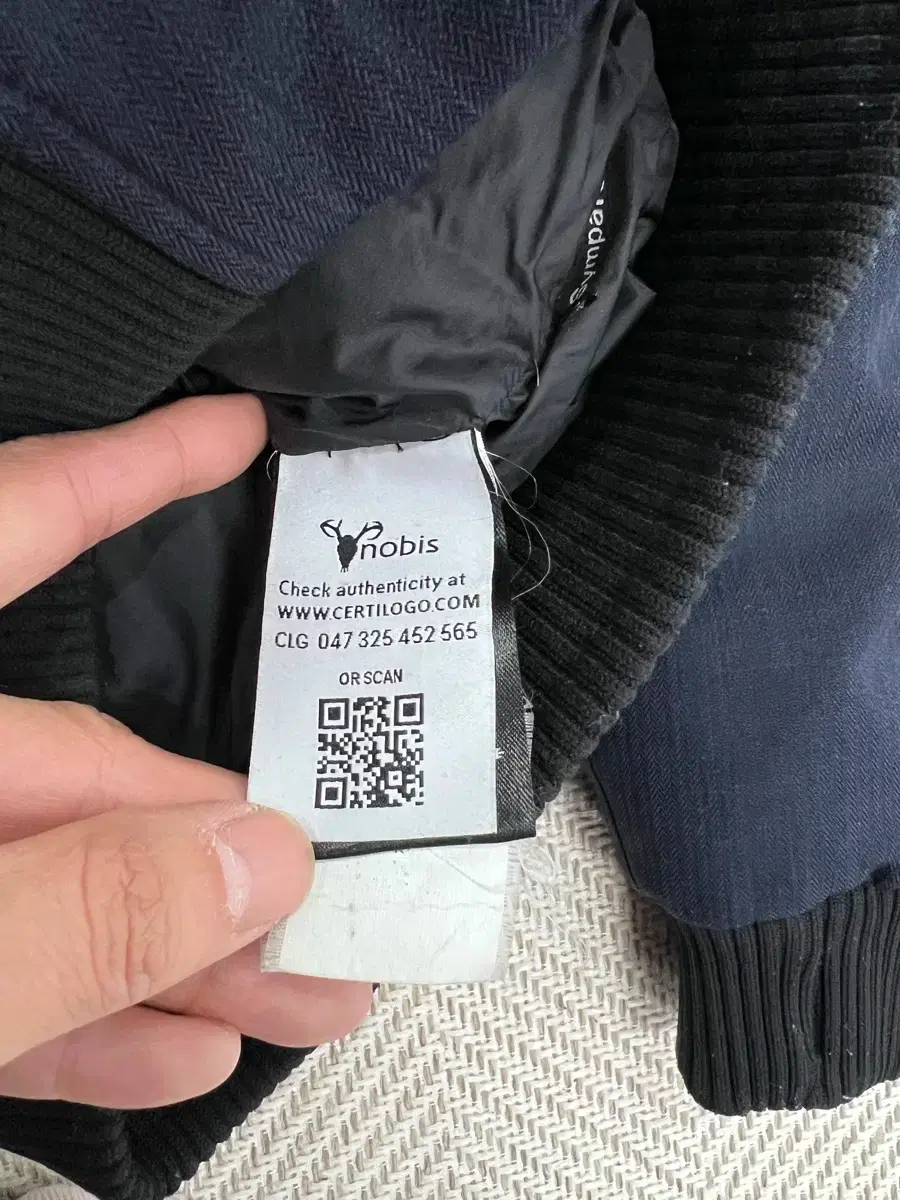 nobis
Check authenticity at
WWW.CERTILOGO.COM
CLG 047 325 452 565
OR SCAN